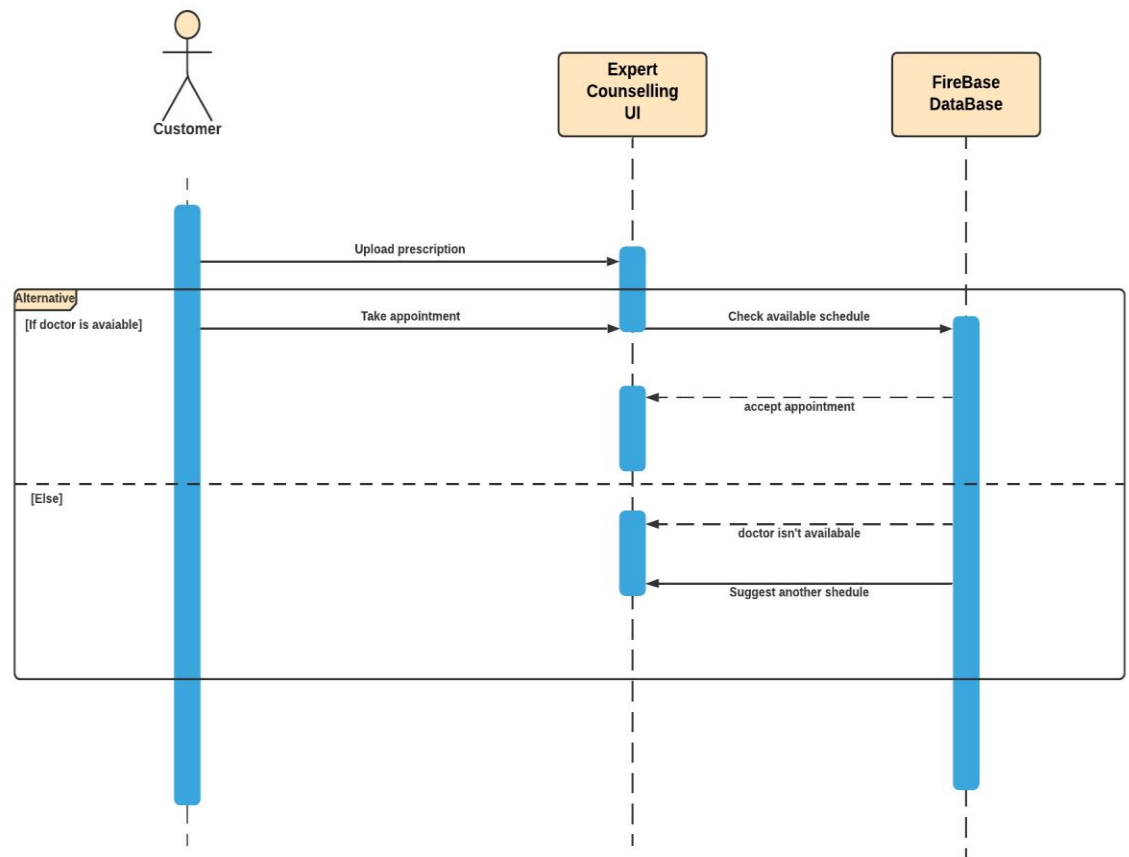 Customer
Expert
Counselling
UI
FireBase
DataBase
Upload prescription
Alternative
[If doctor is avaiable]
Take appointment
Check available schedule
accept appointment
[Else]
doctor isn't availabale
Suggest another shedule